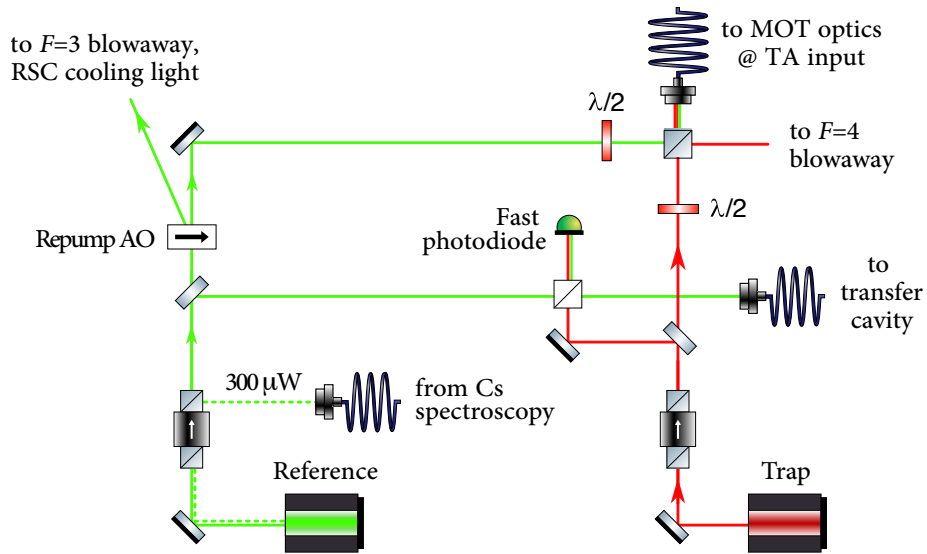 to F=3 blowaway,
RSC cooling light
to MOT optics
@ TA input
λ/2
to F=4
blowaway
λ/2
Repump AO
Fast
photodiode
to
transfer
cavity
300 μW
from Cs
spectroscopy
Reference
Trap